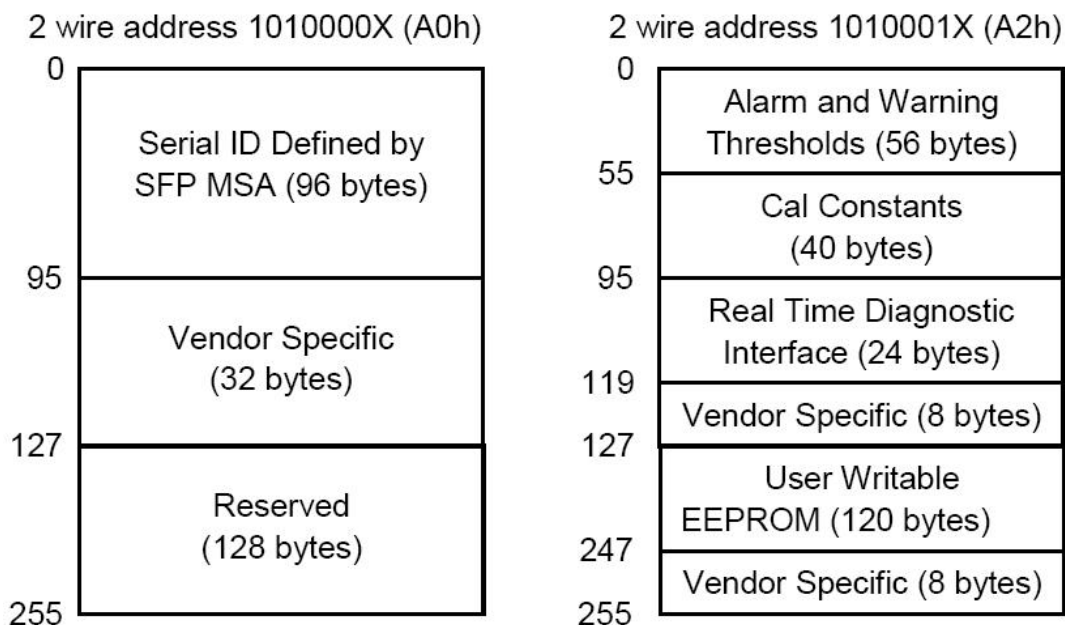 2 wire address 1010000X (A0h)
0
Serial ID Defined by
SFP MSA (96 bytes)
95
Vendor Specific
(32 bytes)
127
Reserved
(128 bytes)
255
2 wire address 1010001X (A2h)
0
Alarm and Warning
Thresholds (56 bytes)
55
Cal Constants
(40 bytes)
95
Real Time Diagnostic
Interface (24 bytes)
119
Vendor Specific (8 bytes)
127
User Writable
EEPROM (120 bytes)
247
Vendor Specific (8 bytes)
255